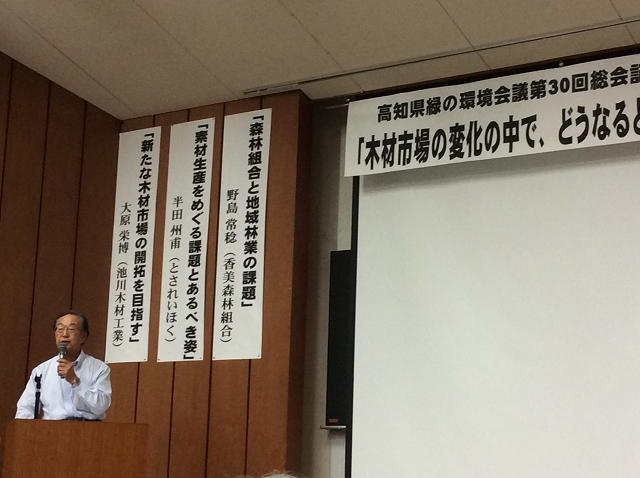 高知県緑の環境会議第30回総会
「木材市場の変化の中で、どうなる
「森林組合と地域林業の課題」
野島 常稔（香美森林組合）
「素材生産をめぐる課題とあるべき姿」
半田 州甫（とされいほく）
「新たな木材市場の開拓を目指す」
大原 栄博（池川木材工業）